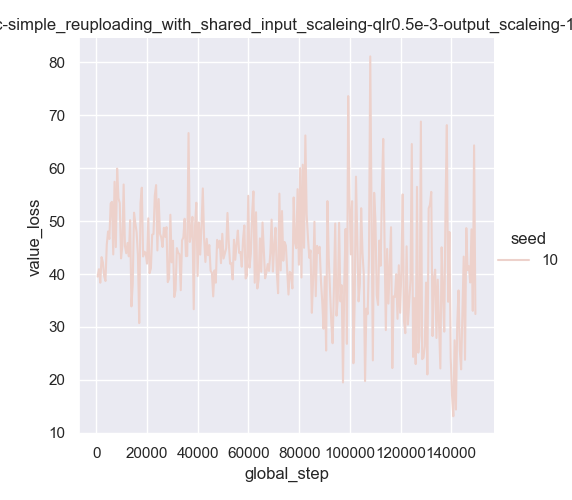 c-simple_reuploading_with_shared_input_scaleing-qlr0.5e-3-output_scaleing-1
80
70
60
50
40
30
20
10
value_loss
0 20000 40000 60000 80000 100000 120000 140000
global_step
seed
10